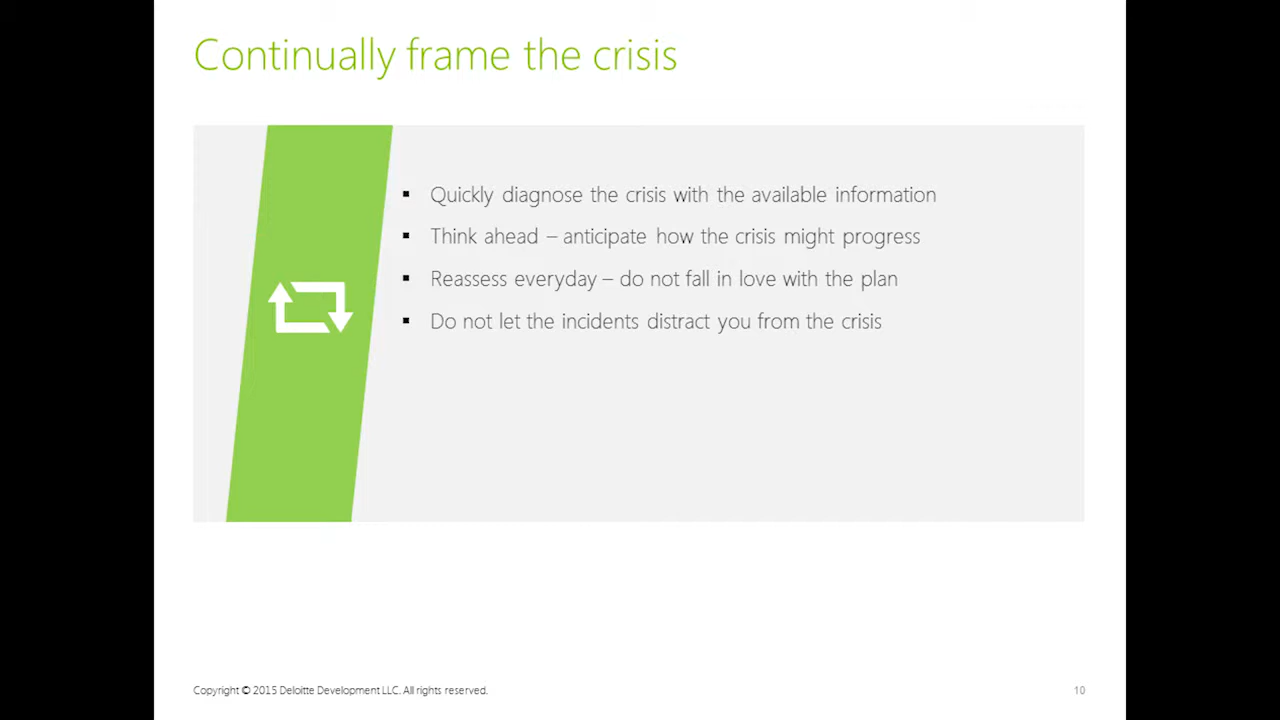 Continually frame the crisis
▪ Quickly diagnose the crisis with the available information
▪ Think ahead – anticipate how the crisis might progress
▪ Reassess everyday – do not fall in love with the plan
▪ Do not let the incidents distract you from the crisis
Copyright © 2015 Deloitte Development LLC. All rights reserved.
10